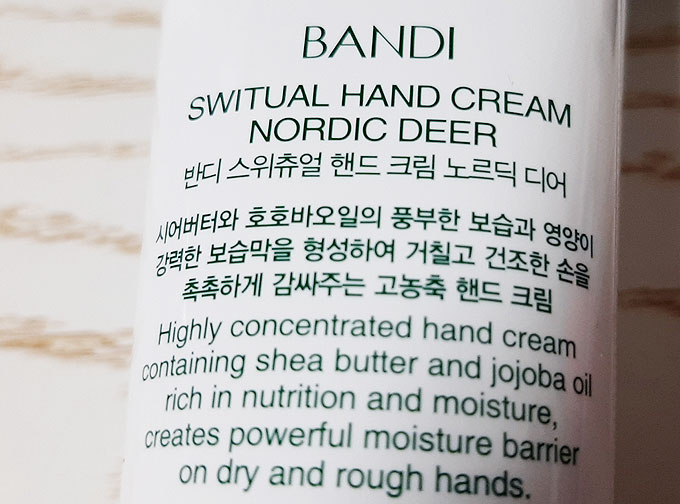 BANDI
SWITUAL HAND CREAM
NORDIC DEER
반디 스위츄얼 핸드 크림 노르딕 디어
시어버터와 호호바오일의 풍부한 보습과 영양이
강력한 보습막을 형성하여 거칠고 건조한 손을
촉촉하게 감싸주는 고농축 핸드 크림
Highly concentrated hand cream
containing shea butter and jojoba oil
rich in nutrition and moisture,
creates powerful moisture barrier
on dry and rough hands.